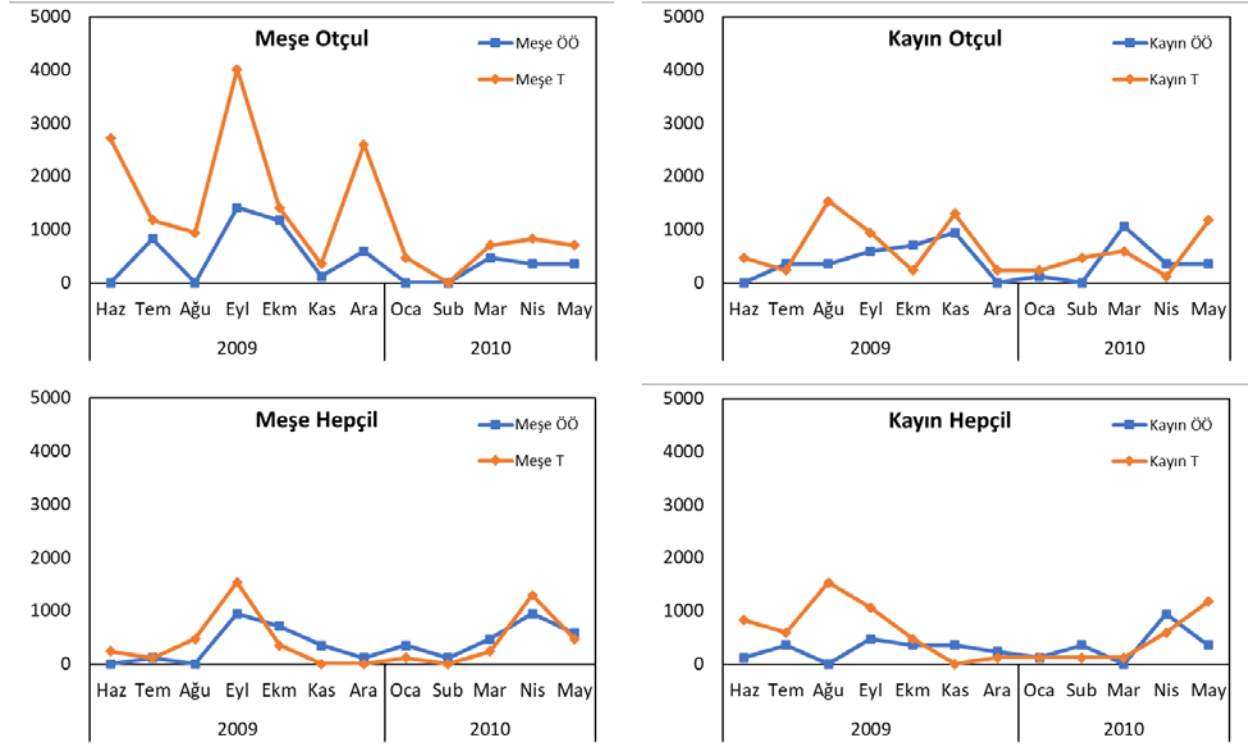 Meşe Otçul
Meşe ÖÖ
Meşe T
5000
4000
3000
2000
1000
0
Haz Tem Ağu Eyl Ekm Kas Ara Oca Sub Mar Nis May
2009 2010
Kayın Otçul
Kayın ÖÖ
Kayın T
5000
4000
3000
2000
1000
0
Haz Tem Ağu Eyl Ekm Kas Ara Oca Sub Mar Nis May
2009 2010
Meşe Hepçil
Meşe ÖÖ
Meşe T
5000
4000
3000
2000
1000
0
Haz Tem Ağu Eyl Ekm Kas Ara Oca Sub Mar Nis May
2009 2010
Kayın Hepçil
Kayın ÖÖ
Kayın T
5000
4000
3000
2000
1000
0
Haz Tem Ağu Eyl Ekm Kas Ara Oca Sub Mar Nis May
2009 2010